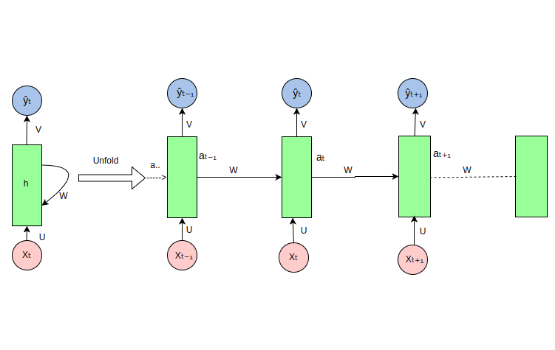 ŷₜ
V
h
W
U
Xₜ
Unfold
a..
ŷₜ₋₁
V
aₜ₋₁
W
U
Xₜ₋₁
ŷₜ
V
aₜ
W
U
Xₜ
ŷₜ₊₁
V
aₜ₊₁
W
U
Xₜ₊₁